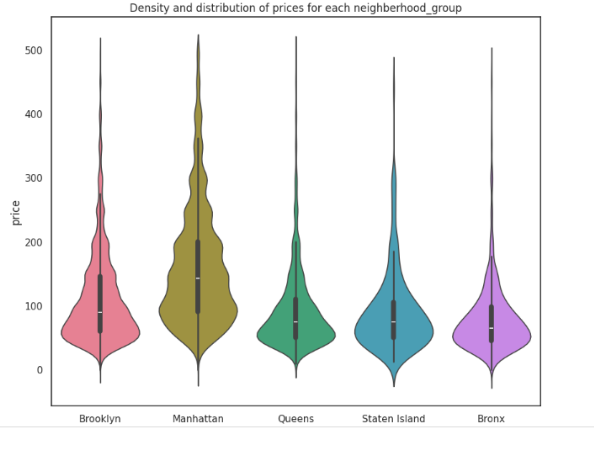 Density and distribution of prices for each neighberhood_group
500
400
300
200
100
0
price
Brooklyn Manhattan Queens Staten Island Bronx